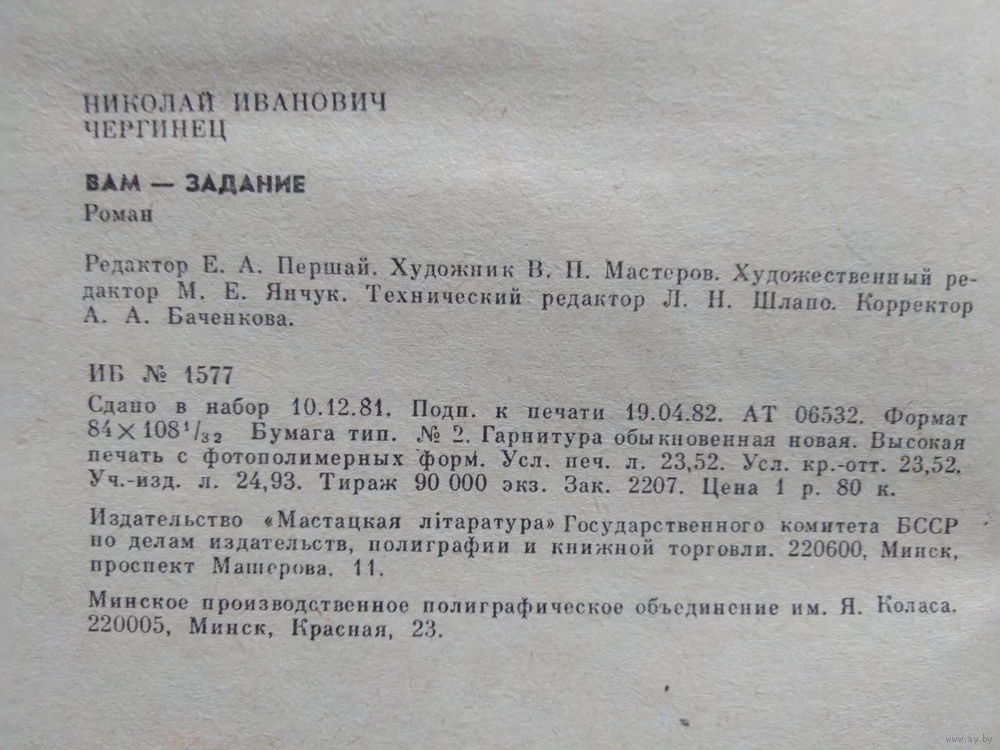 НИКОЛАЙ ИВАНОВИЧ
ЧЕРГИНЕЦ
ВАМ — ЗАДАНИЕ
Роман
Редактор Е. А. Першай. Художник В. П. Мастеров. Художественный ре-
дактор М. Е. Янчук. Технический редактор Л. Н. Шлапо. Корректор
А. А. Баченкова.
ИБ № 1577
Сдано в набор 10.12.81. Подп. к печати 19.04.82. АТ 06532. Формат
84×108¹/₃₂ Бумага тип. № 2. Гарнитура обыкновенная новая. Высокая
печать с фотополимерных форм. Усл. печ. л. 23,52. Усл. кр.-отт. 23,52.
Уч.-изд. л. 24,93. Тираж 90 000 экз. Зак. 2207. Цена 1 р. 80 к.
Издательство «Мастацкая літаратура» Государственного комитета БССР
по делам издательств, полиграфии и книжной торговли. 220600, Минск,
проспект Машерова, 11.
Минское производственное полиграфическое объединение им. Я. Коласа.
220005, Минск, Красная, 23.
www.ay.by